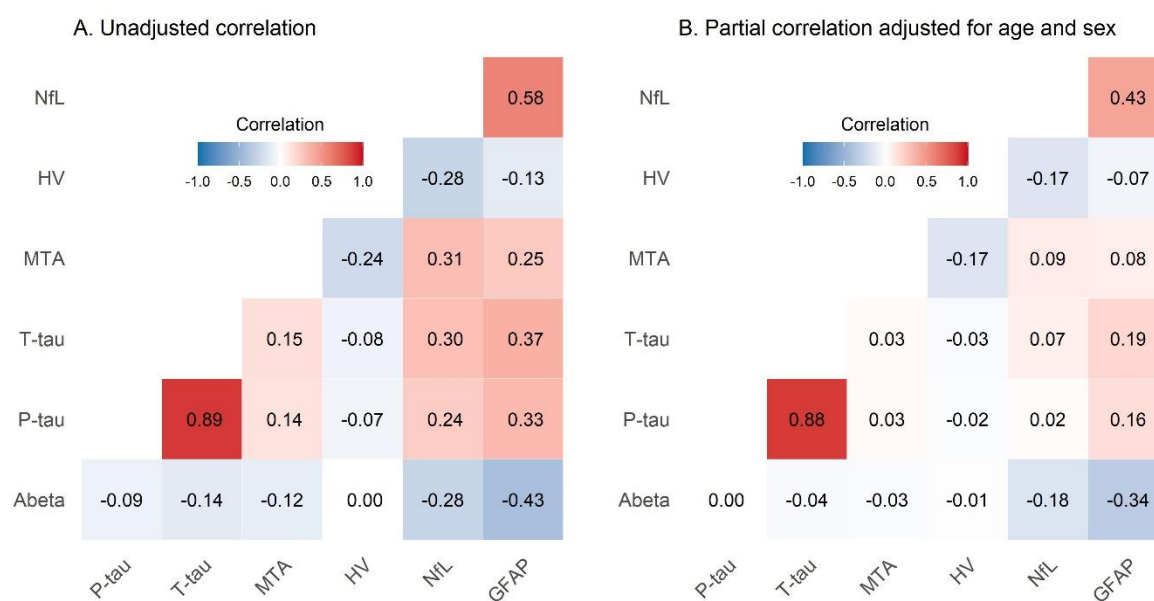 A. Unadjusted correlation
NfL
0.58
Correlation
-1.0 -0.5 0.0 0.5 1.0
HV
-0.28 -0.13
MTA
-0.24 0.31 0.25
T-tau
0.15 -0.08 0.30 0.37
P-tau
0.89 0.14 -0.07 0.24 0.33
Abeta
-0.09 -0.14 -0.12 0.00 -0.28 -0.43
P-tau T-tau MTA HV NfL GFAP
B. Partial correlation adjusted for age and sex
NfL
0.43
Correlation
-1.0 -0.5 0.0 0.5 1.0
HV
-0.17 -0.07
MTA
-0.17 0.09 0.08
T-tau
0.03 -0.03 0.07 0.19
P-tau
0.88 0.03 -0.02 0.02 0.16
Abeta
0.00 -0.04 -0.03 -0.01 -0.18 -0.34
P-tau T-tau MTA HV NfL GFAP